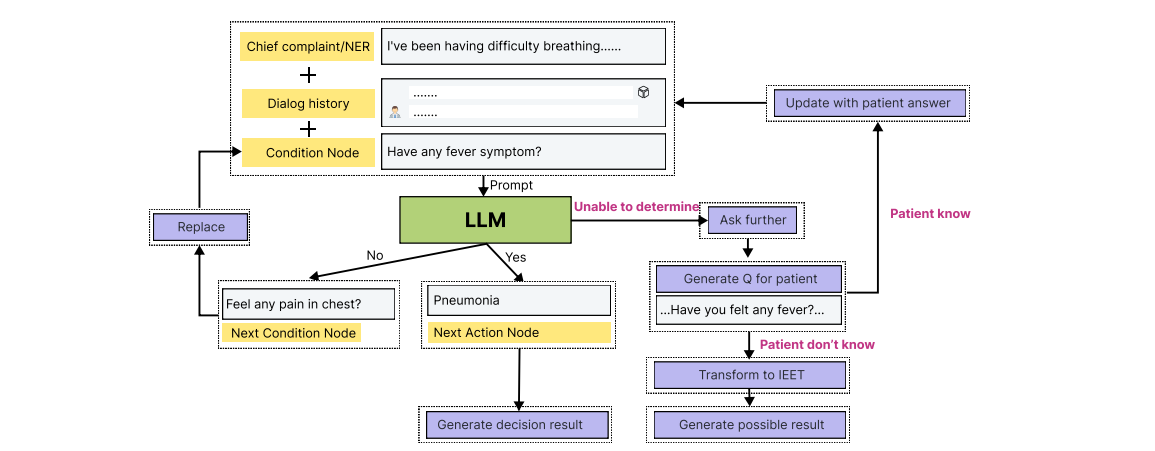 Chief complaint/NER
I've been having difficulty breathing......
+
Dialog history
.......
.......
+
Condition Node
Have any fever symptom?
Update with patient answer
Prompt
LLM
Unable to determine
Ask further
Patient know
Replace
No
Yes
Generate Q for patient
...Have you felt any fever?...
Feel any pain in chest?
Next Condition Node
Pneumonia
Next Action Node
Patient don't know
Transform to IEET
Generate decision result
Generate possible result